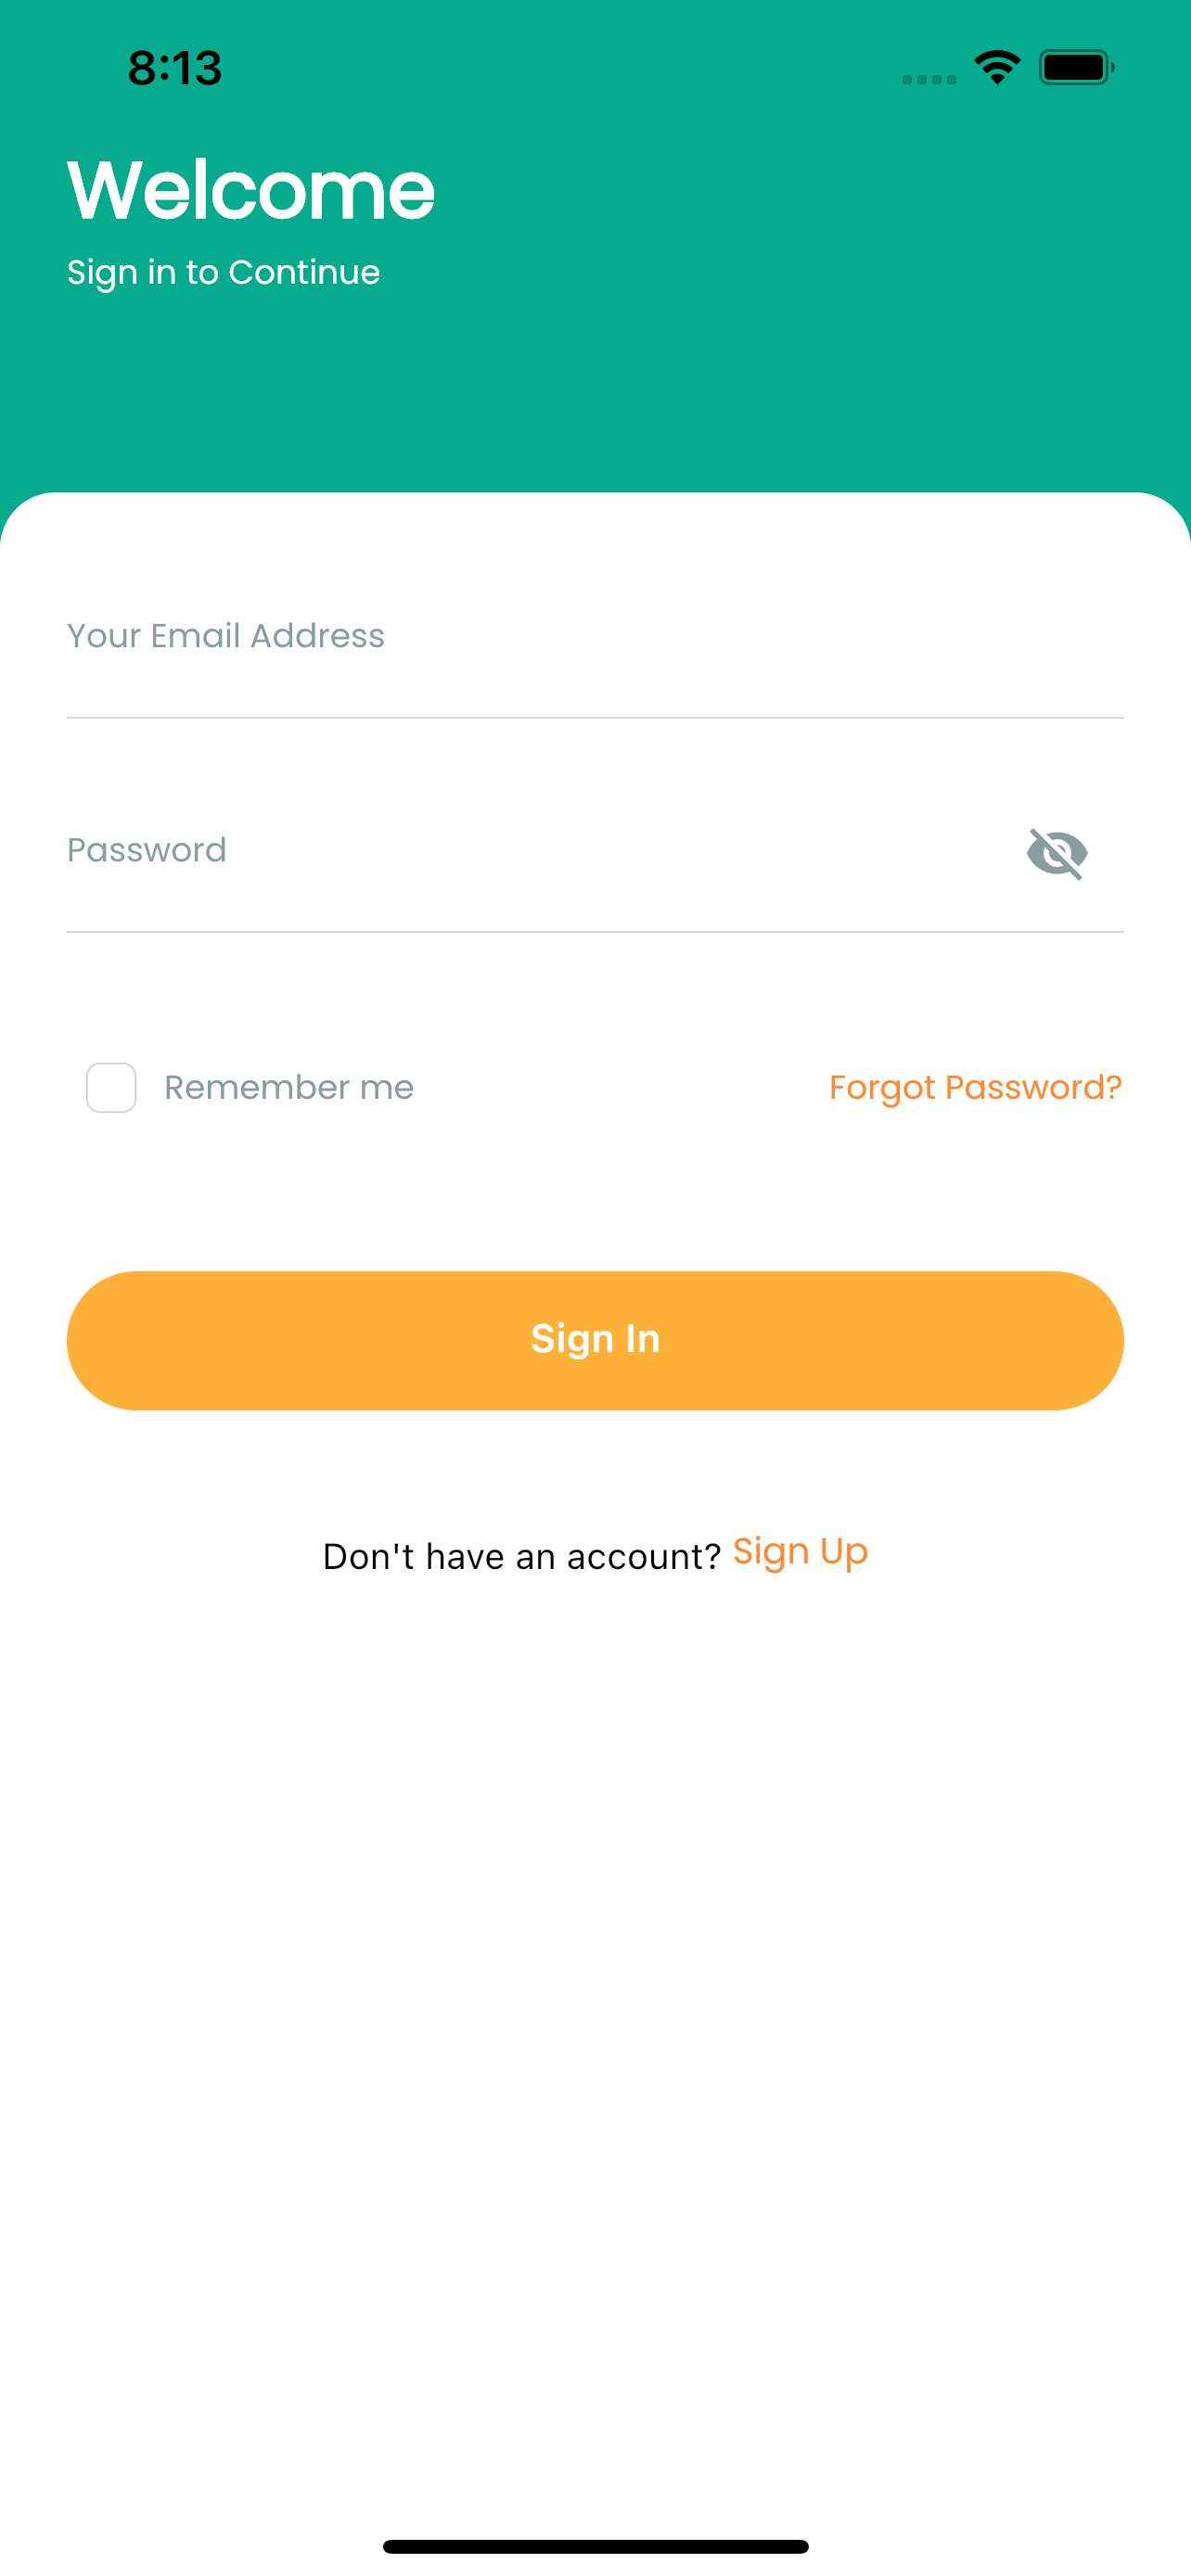 8:13
Welcome
Sign in to Continue
Your Email Address
Password
Remember me
Forgot Password?
Sign In
Don't have an account? Sign Up